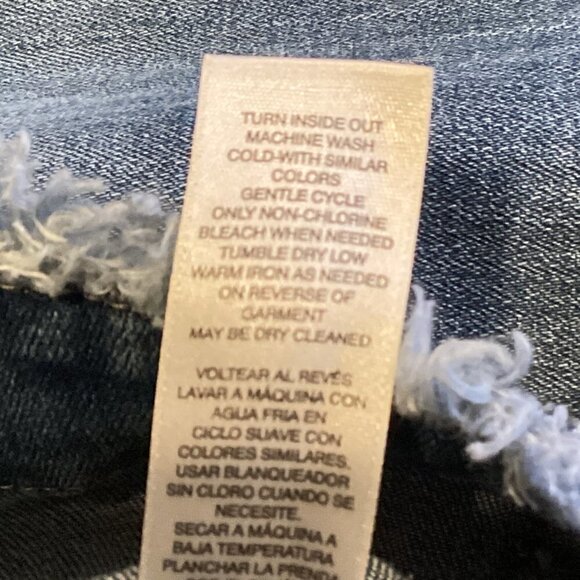 TURN INSIDE OUT
MACHINE WASH
COLD-WITH SIMILAR
COLORS
GENTLE CYCLE
ONLY NON-CHLORINE
BLEACH WHEN NEEDED
TUMBLE DRY LOW
WARM IRON AS NEEDED
ON REVERSE OF
GARMENT
MAY BE DRY CLEANED
VOLTEAR AL REVÉS
LAVAR A MÁQUINA CON
AGUA FRIA EN
CICLO SUAVE CON
COLORES SIMILARES.
USAR BLANQUEADOR
SIN CLORO CUANDO SE
NECESITE.
SECAR A MÁQUINA A
BAJA TEMPERATURA
PLANCHAR LA PRENDA